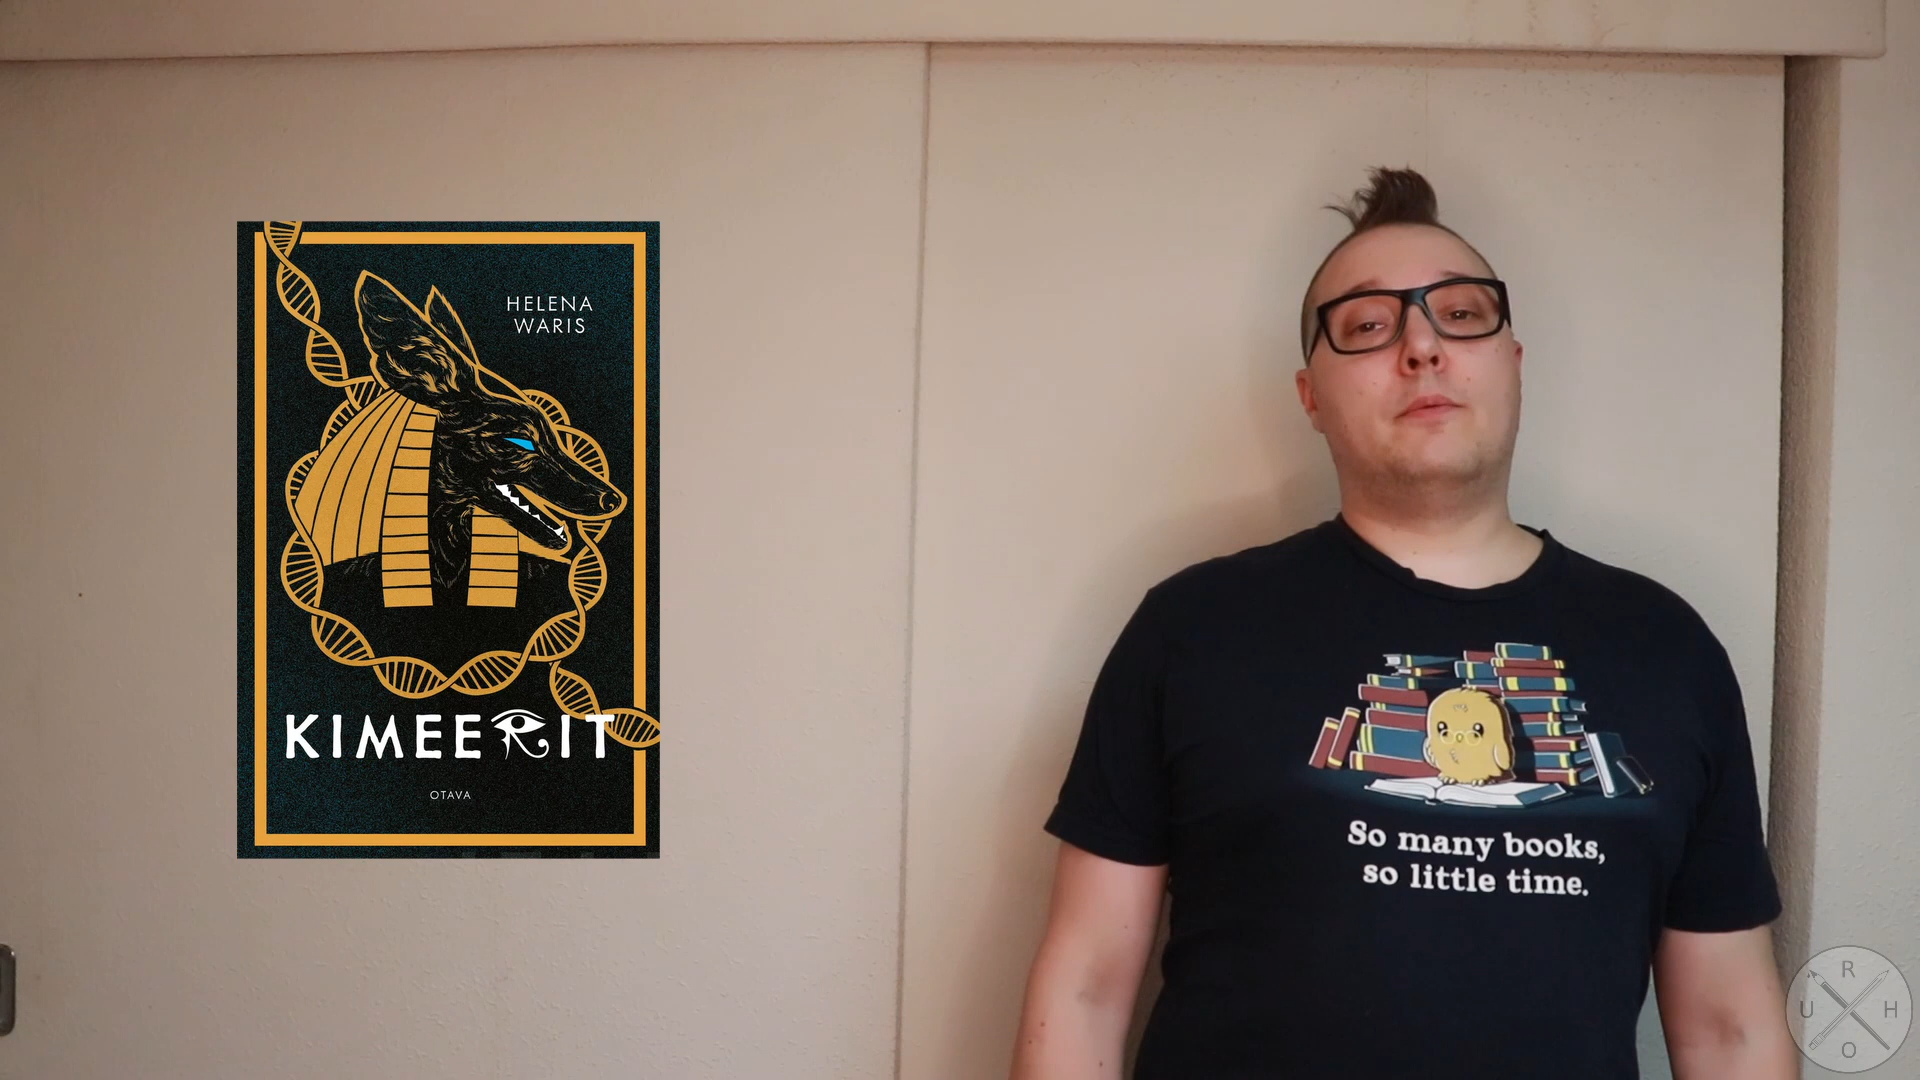 HELENA
WARIS
KIMEERIT
OTAVA
So many books,
so little time.
R
U H
O